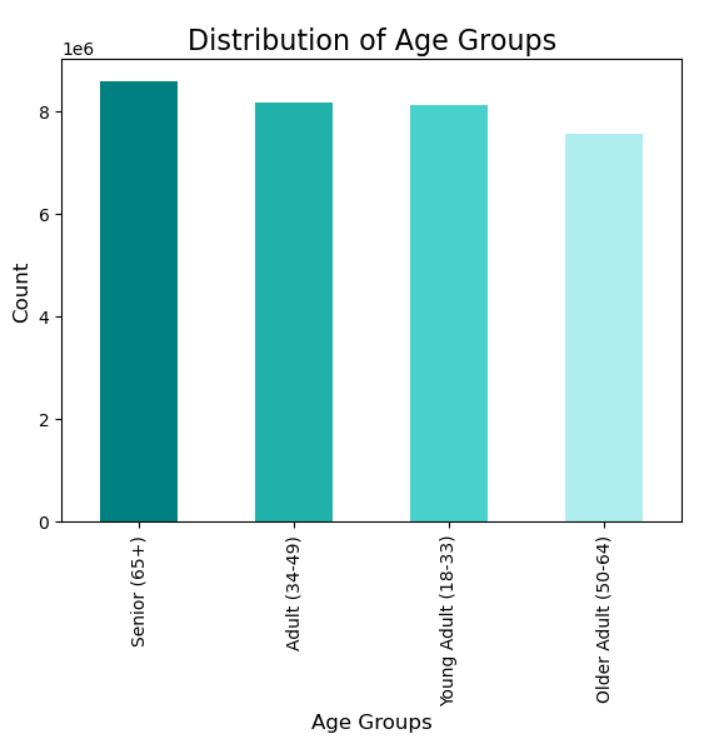 Distribution of Age Groups
1e6
8
6
4
2
0
Count
Senior (65+)
Adult (34-49)
Young Adult (18-33)
Older Adult (50-64)
Age Groups